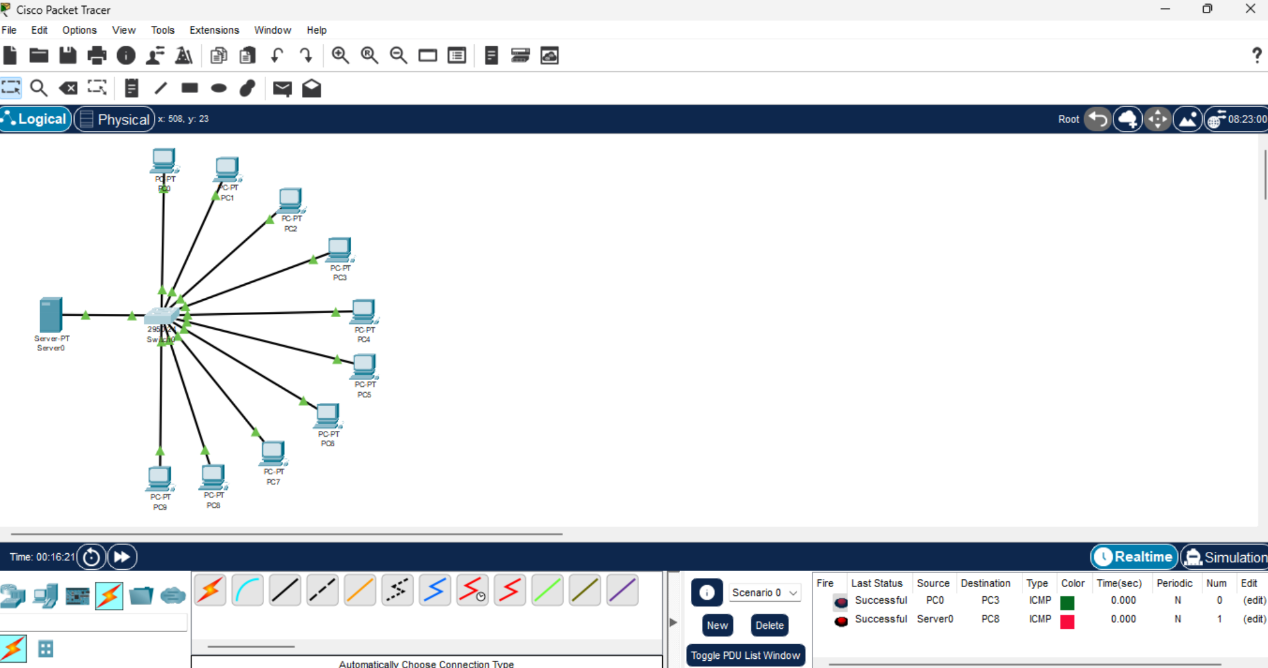 Cisco Packet Tracer
File Edit Options View Tools Extensions Window Help
Logical Physical x: 508, y: 23 Root 08:23:00
PC-PT
PC0
PC-PT
PC1
PC-PT
PC2
PC-PT
PC3
Server-PT
Server0
PC-PT
PC4
PC-PT
PC5
PC-PT
PC6
PC-PT
PC7
PC-PT
PC9
PC-PT
PC8
Time: 00:16:21 Realtime Simulation
Scenario 0
New Delete
Toggle PDU List Window
Fire Last Status Source Destination Type Color Time(sec) Periodic Num Edit
Successful PC0 PC3 ICMP 0.000 N 0 (edit)
Successful Server0 PC8 ICMP 0.000 N 1 (edit)
Automatically Choose Connection Type